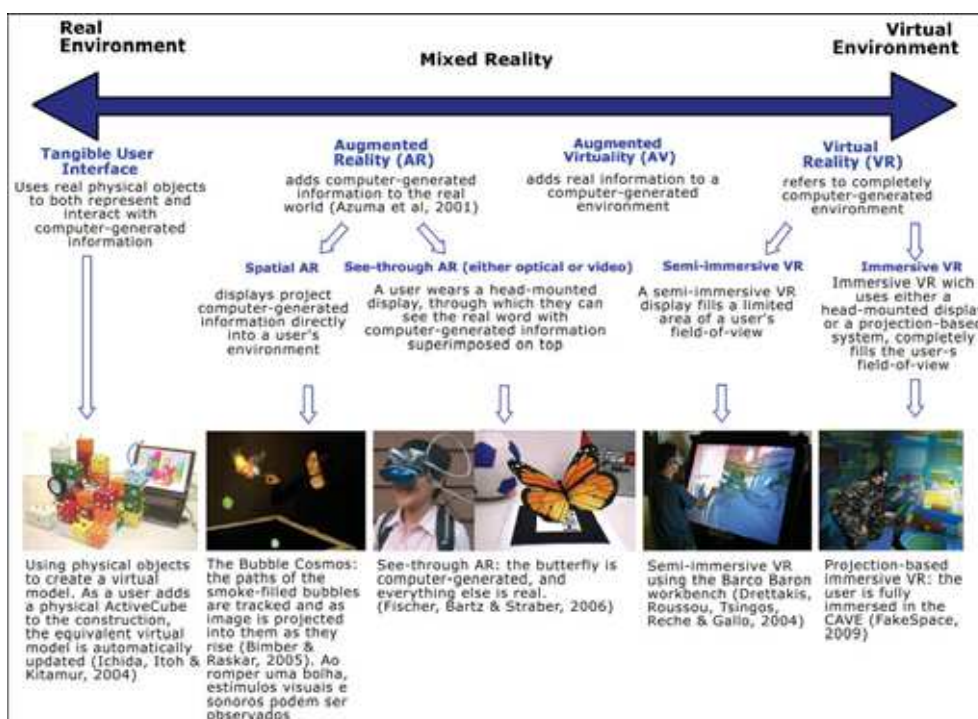 Real
Environment
Virtual
Environment
Mixed Reality
Tangible User
Interface
Uses real physical objects
to both represent and
interact with
computer-generated
information
Augmented
Reality (AR)
adds computer-generated
information to the real
world (Azuma et al, 2001)
Augmented
Virtuality (AV)
adds real information to a
computer-generated
environment
Virtual
Reality (VR)
refers to completely
computer-generated
environment
Spatial AR
displays project
computer-generated
information directly
into a user's
environment
See-through AR (either optical or video)
A user wears a head-mounted
display, through which they can
see the real word with
computer-generated information
superimposed on top
Semi-immersive VR
A semi-immersive VR
display fills a limited
area of a user's
field-of-view
Immersive VR
Immersive VR wich
uses either a
head-mounted display
or a projection-based
system, completely
fills the user-s
field-of-view
Using physical objects
to create a virtual
model. As a user adds
a physical ActiveCube
to the construction,
the equivalent virtual
model is automatically
updated (Ichida, Itoh &
Kitamur, 2004)
The Bubble Cosmos:
the paths of the
smoke-filled bubbles
are tracked and as
image is projected
into them as they
rise (Bimber &
Raskar, 2005). Ao
romper uma bolha,
estímulos visuais e
sonoros podem ser
observados
See-through AR: the butterfly is
computer-generated, and
everything else is real.
(Fischer, Bartz & Straber, 2006)
Semi-immersive VR
using the Barco Baron
workbench (Drettakis,
Roussou, Tsingos,
Reche & Gallo, 2004)
Projection-based
immersive VR: the
user is fully
immersed in the
CAVE (FakeSpace,
2009)